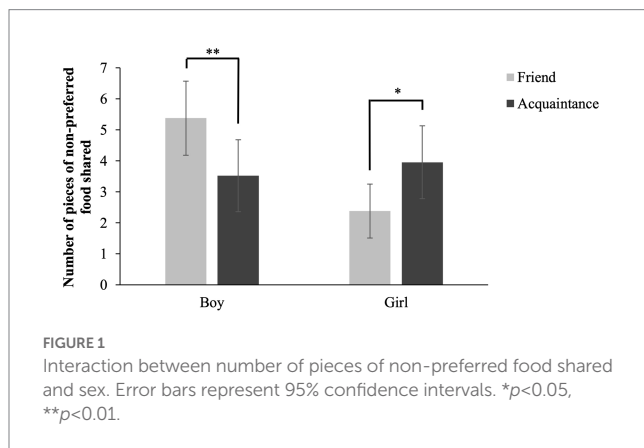 **
7
6
5
4
3
2
1
0
Number of pieces of non-preferred
food shared
*
Boy
Girl
Friend
Acquaintance
FIGURE 1
Interaction between number of pieces of non-preferred food shared
and sex. Error bars represent 95% confidence intervals. *p<0.05,
**p<0.01.